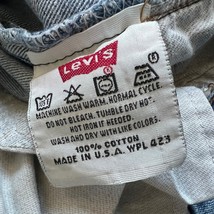 Levi's
MACHINE WASH WARM. NORMAL CYCLE
DO NOT BLEACH. TUMBLE DRY HOT.
HOT IRON IF NEEDED.
WASH AND DRY WITH LIKE COLORS.
100% COTTON
MADE IN U.S.A. WPL 423